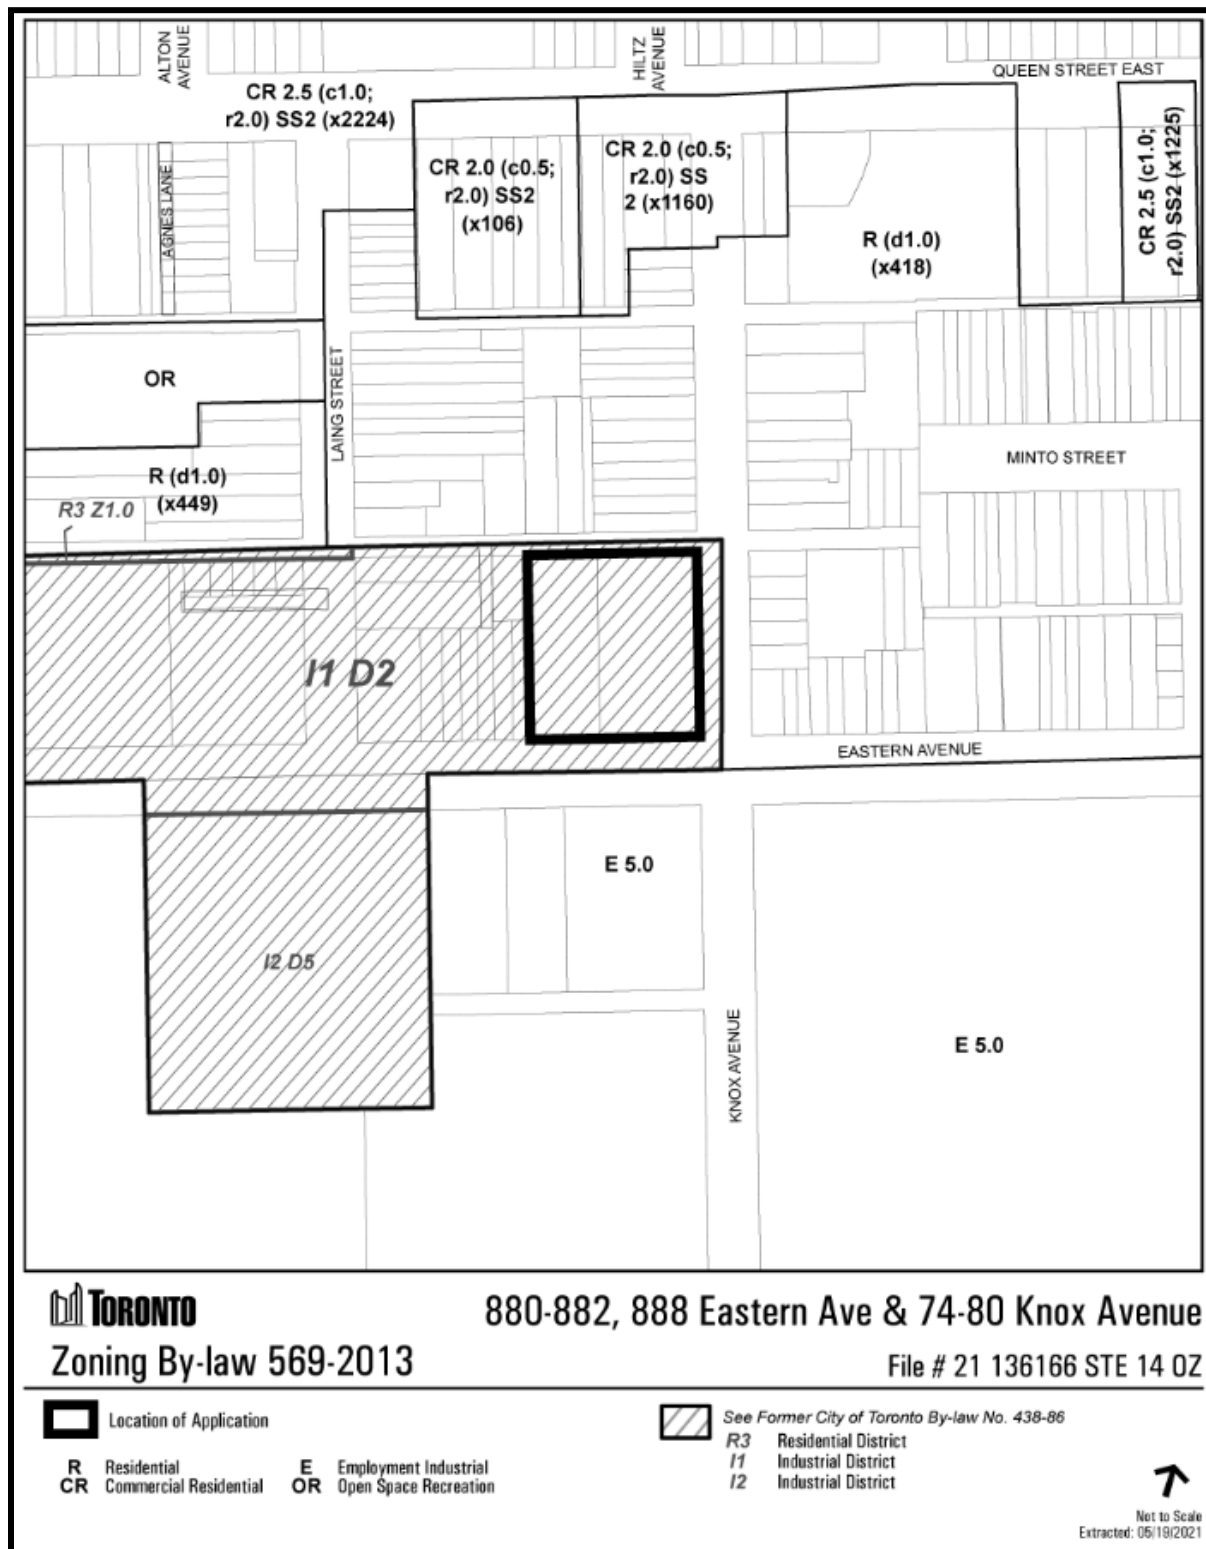 ALTON
AVENUE
HILTZ
AVENUE
QUEEN STREET EAST
CR 2.5 (c1.0;
r2.0) SS2 (x2224)
CR 2.0 (c0.5;
r2.0) SS2
(x106)
CR 2.0 (c0.5;
r2.0) SS
2 (x1160)
CR 2.5 (c1.0;
r2.0) SS2 (x1225)
AGNES LANE
R (d1.0)
(x418)
OR
LAING STREET
MINTO STREET
R (d1.0)
(x449)
R3 Z1.0
I1 D2
EASTERN AVENUE
E 5.0
I2 D5
KNOX AVENUE
E 5.0
TORONTO
880-882, 888 Eastern Ave & 74-80 Knox Avenue
Zoning By-law 569-2013
File # 21 136166 STE 14 OZ
Location of Application
R Residential
CR Commercial Residential
E Employment Industrial
OR Open Space Recreation
See Former City of Toronto By-law No. 438-86
R3 Residential District
I1 Industrial District
I2 Industrial District
Not to Scale
Extracted: 05/19/2021